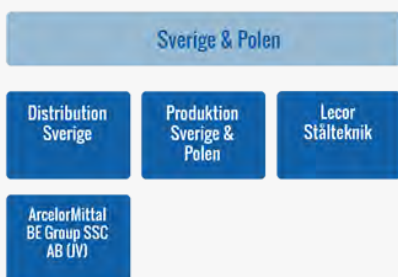 Sverige & Polen
Distribution
Sverige
Produktion
Sverige &
Polen
Lecor
Stålteknik
ArcelorMittal
BE Group SSC
AB (JV)